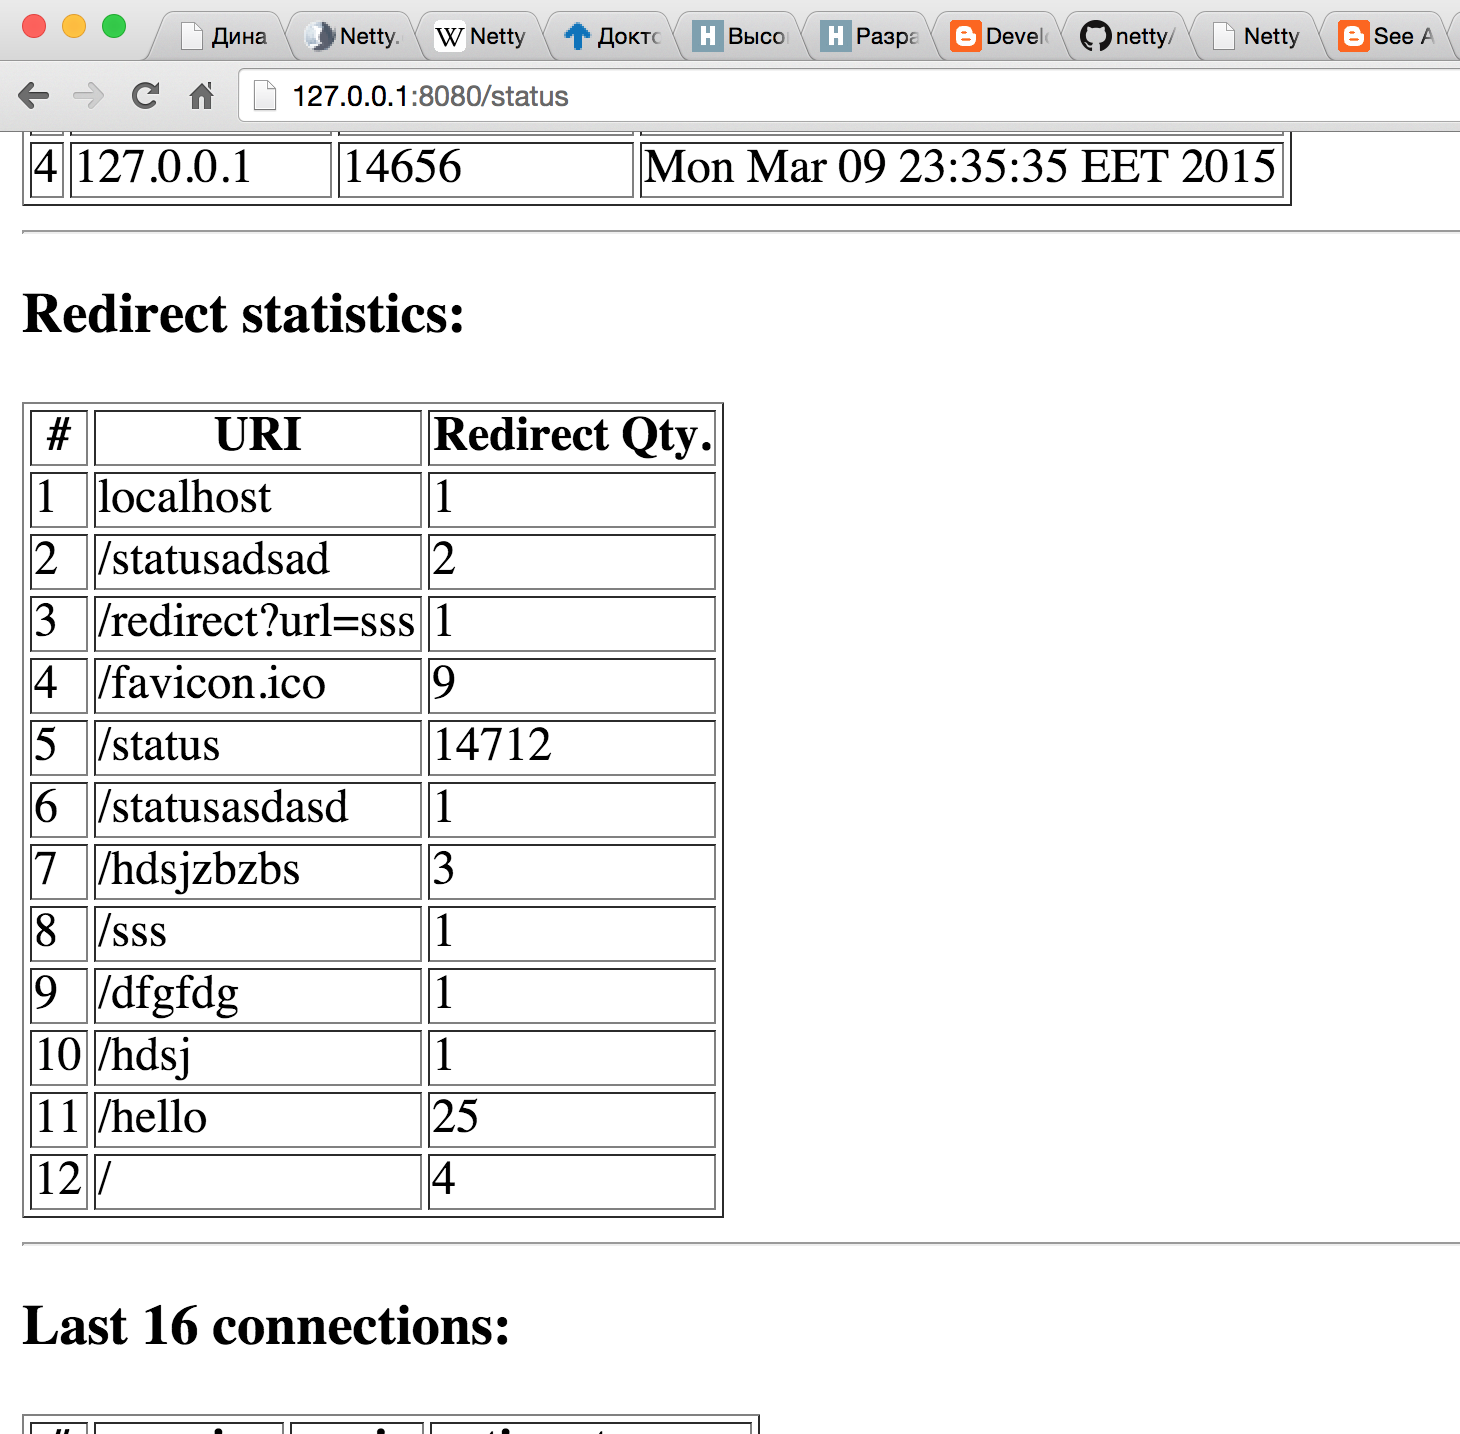 Дина Netty. Netty Докто Высо Разра Devel netty/ Netty See A
127.0.0.1:8080/status
4 127.0.0.1 14656 Mon Mar 09 23:35:35 EET 2015
Redirect statistics:
# URI Redirect Qty.
1 localhost 1
2 /statusadsad 2
3 /redirect?url=sss 1
4 /favicon.ico 9
5 /status 14712
6 /statusasdasd 1
7 /hdsjzbzbs 3
8 /sss 1
9 /dfgfdg 1
10 /hdsj 1
11 /hello 25
12 / 4
Last 16 connections: